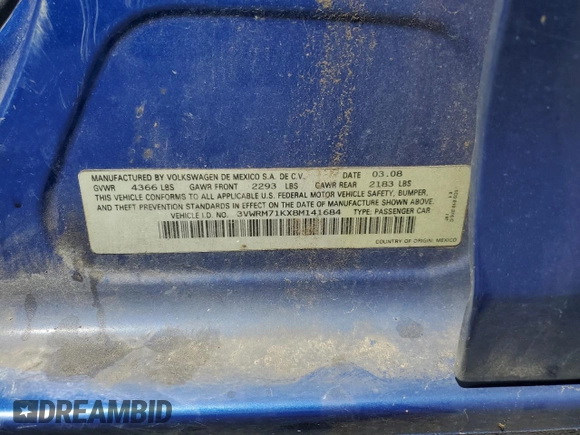 MANUFACTURED BY VOLKSWAGEN DE MEXICO S.A. DE C.V. DATE 03.08
GVWR 4366 LBS GAWR FRONT 2293 LBS GAWR REAR 2183 LBS
THIS VEHICLE CONFORMS TO ALL APPLICABLE U.S. FEDERAL MOTOR VEHICLE SAFETY, BUMPER,
AND THEFT PREVENTION STANDARDS IN EFFECT ON THE DATE OF MANUFACTURE SHOWN ABOVE.
VEHICLE I.D. NO. 3VWRM71KX8M141684 TYPE: PASSENGER CAR
COUNTRY OF ORIGIN: MEXICO
DREAMBID